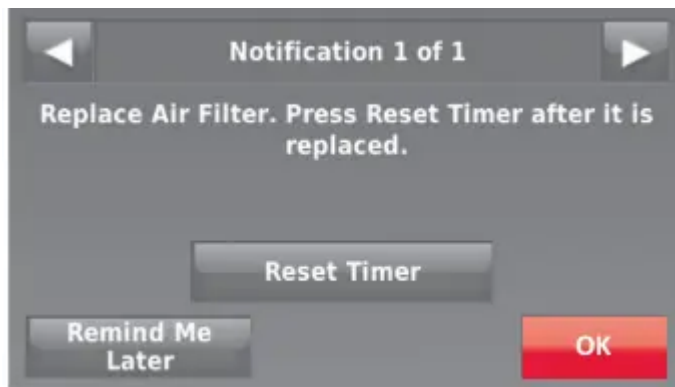 Notification 1 of 1
Replace Air Filter. Press Reset Timer after it is
replaced.
Reset Timer
Remind Me
Later
OK